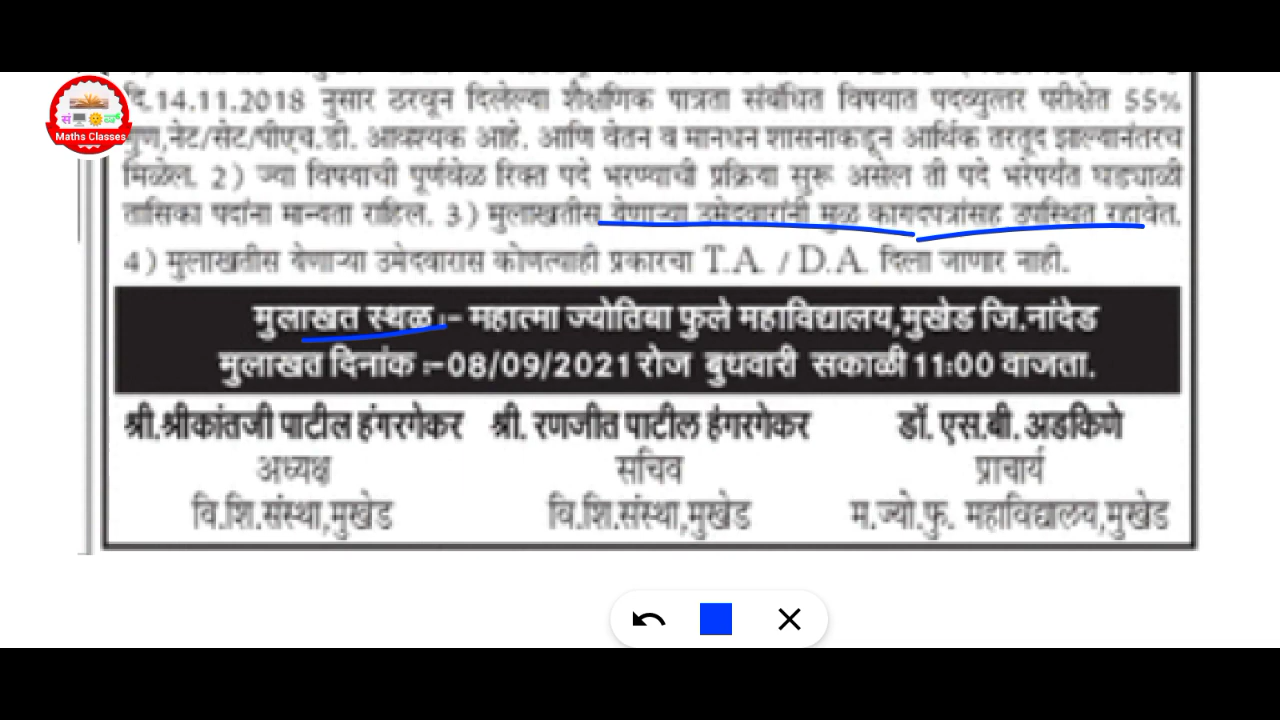 दि.14.11.2018 नुसार ठरवून दिलेल्या शैक्षणिक पात्रता संबंधित विषयात पदव्युत्तर परीक्षेत 55%
गुण,नेट/सेट/पीएच.डी. आवश्यक आहे. आणि वेतन व मानधन शासनाकडून आर्थिक तरतूद झाल्यानंतरच
मिळेल. 2) ज्या विषयाची पूर्णवेळ रिक्त पदे भरण्याची प्रक्रिया सुरू असेल ती पदे भरेपर्यंत घड्याळी
तासिका पदांना मान्यता राहिल. 3) मुलाखतीस येणाऱ्या उमेदवारांनी मुळ कागदपत्रांसह उपस्थित रहावेत.
4) मुलाखतीस येणाऱ्या उमेदवारास कोणत्याही प्रकारचा T.A. / D.A. दिला जाणार नाही.
मुलाखत स्थळ :- महात्मा ज्योतिबा फुले महाविद्यालय,मुखेड जि.नांदेड
मुलाखत दिनांक :-08/09/2021 रोज बुधवारी सकाळी 11:00 वाजता.
श्री.श्रीकांतजी पाटील हंगरगेकर श्री. रणजीत पाटील हंगरगेकर डॉ. एस.बी. अडकिणे
अध्यक्ष सचिव प्राचार्य
वि.शि.संस्था,मुखेड वि.शि.संस्था,मुखेड म.ज्यो.फु. महाविद्यालय,मुखेड
Maths Classes